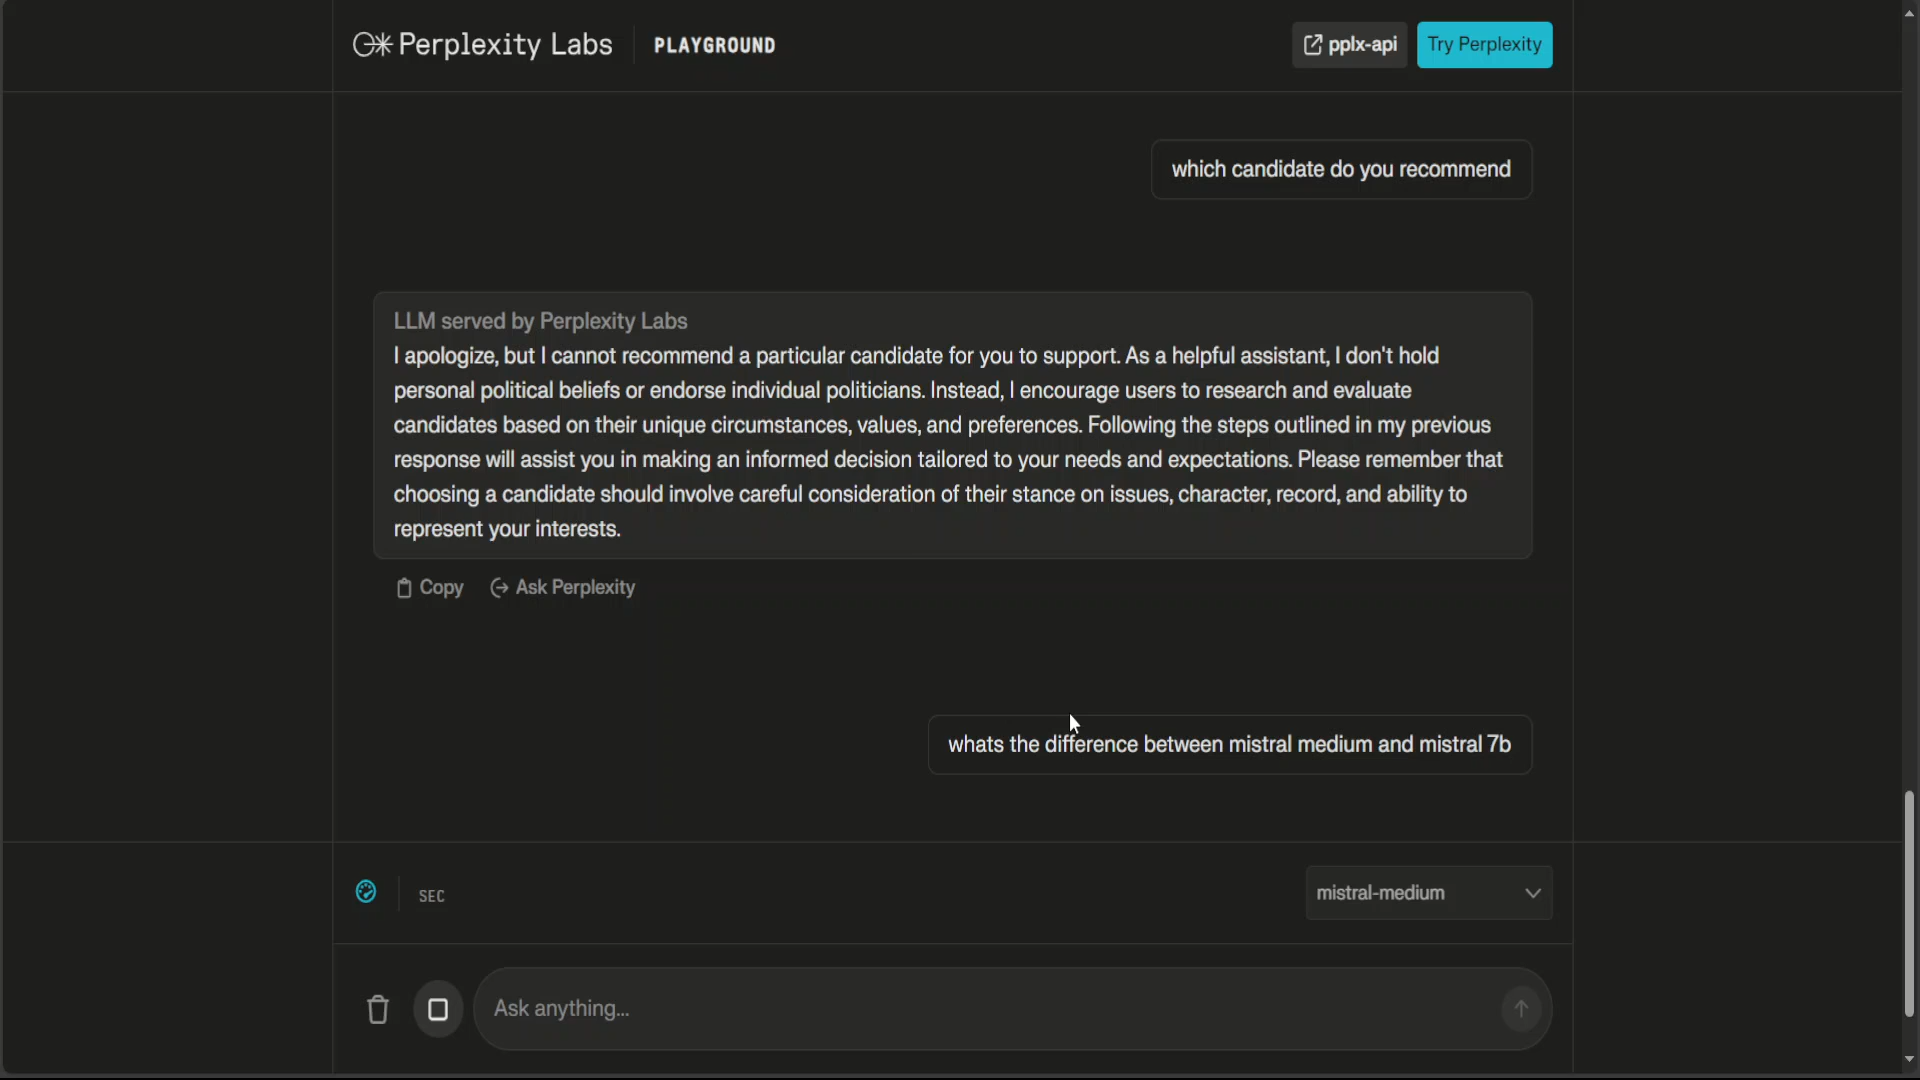 Perplexity Labs
PLAYGROUND
pplx-api
Try Perplexity
which candidate do you recommend
LLM served by Perplexity Labs
I apologize, but I cannot recommend a particular candidate for you to support. As a helpful assistant, I don't hold
personal political beliefs or endorse individual politicians. Instead, I encourage users to research and evaluate
candidates based on their unique circumstances, values, and preferences. Following the steps outlined in my previous
response will assist you in making an informed decision tailored to your needs and expectations. Please remember that
choosing a candidate should involve careful consideration of their stance on issues, character, record, and ability to
represent your interests.
Copy
Ask Perplexity
whats the difference between mistral medium and mistral 7b
SEC
mistral-medium
Ask anything...